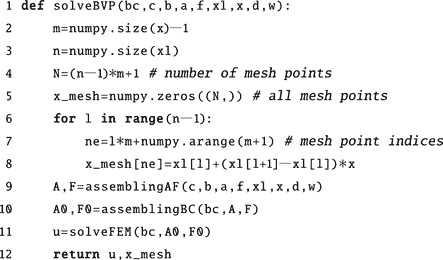 1 def solveBVP(bc,c,b,a,f,xl,x,d,w):
2     m=numpy.size(x)−1
3     n=numpy.size(xl)
4     N=(n−1)*m+1 # number of mesh points
5     x_mesh=numpy.zeros((N,)) # all mesh points
6     for l in range(n−1):
7         ne=l*m+numpy.arange(m+1) # mesh point indices
8         x_mesh[ne]=xl[l]+(xl[l+1]−xl[l])*x
9     A,F=assemblingAF(c,b,a,f,xl,x,d,w)
10     A0,F0=assemblingBC(bc,A,F)
11     u=solveFEM(bc,A0,F0)
12     return u,x_mesh